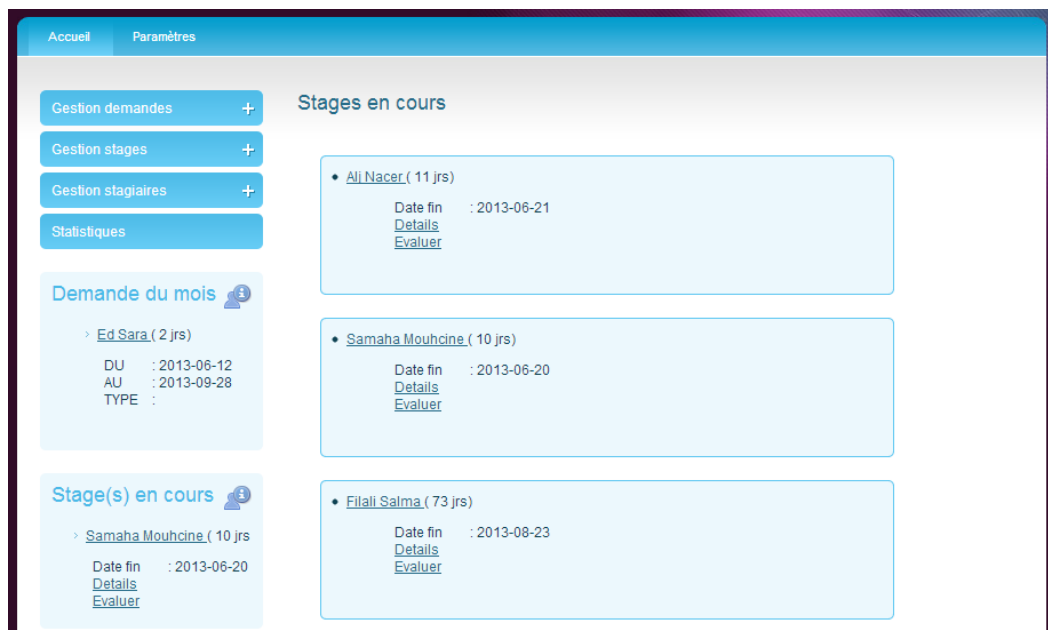 Accueil Paramètres
Gestion demandes
Gestion stages
Gestion stagiaires
Statistiques
Demande du mois
Ed Sara ( 2 jrs)
DU : 2013-06-12
AU : 2013-09-28
TYPE :
Stage(s) en cours
Samaha Mouhcine ( 10 jrs
Date fin : 2013-06-20
Details
Evaluer
Stages en cours
Alj Nacer ( 11 jrs)
Date fin : 2013-06-21
Details
Evaluer
Samaha Mouhcine ( 10 jrs)
Date fin : 2013-06-20
Details
Evaluer
Filali Salma ( 73 jrs)
Date fin : 2013-08-23
Details
Evaluer